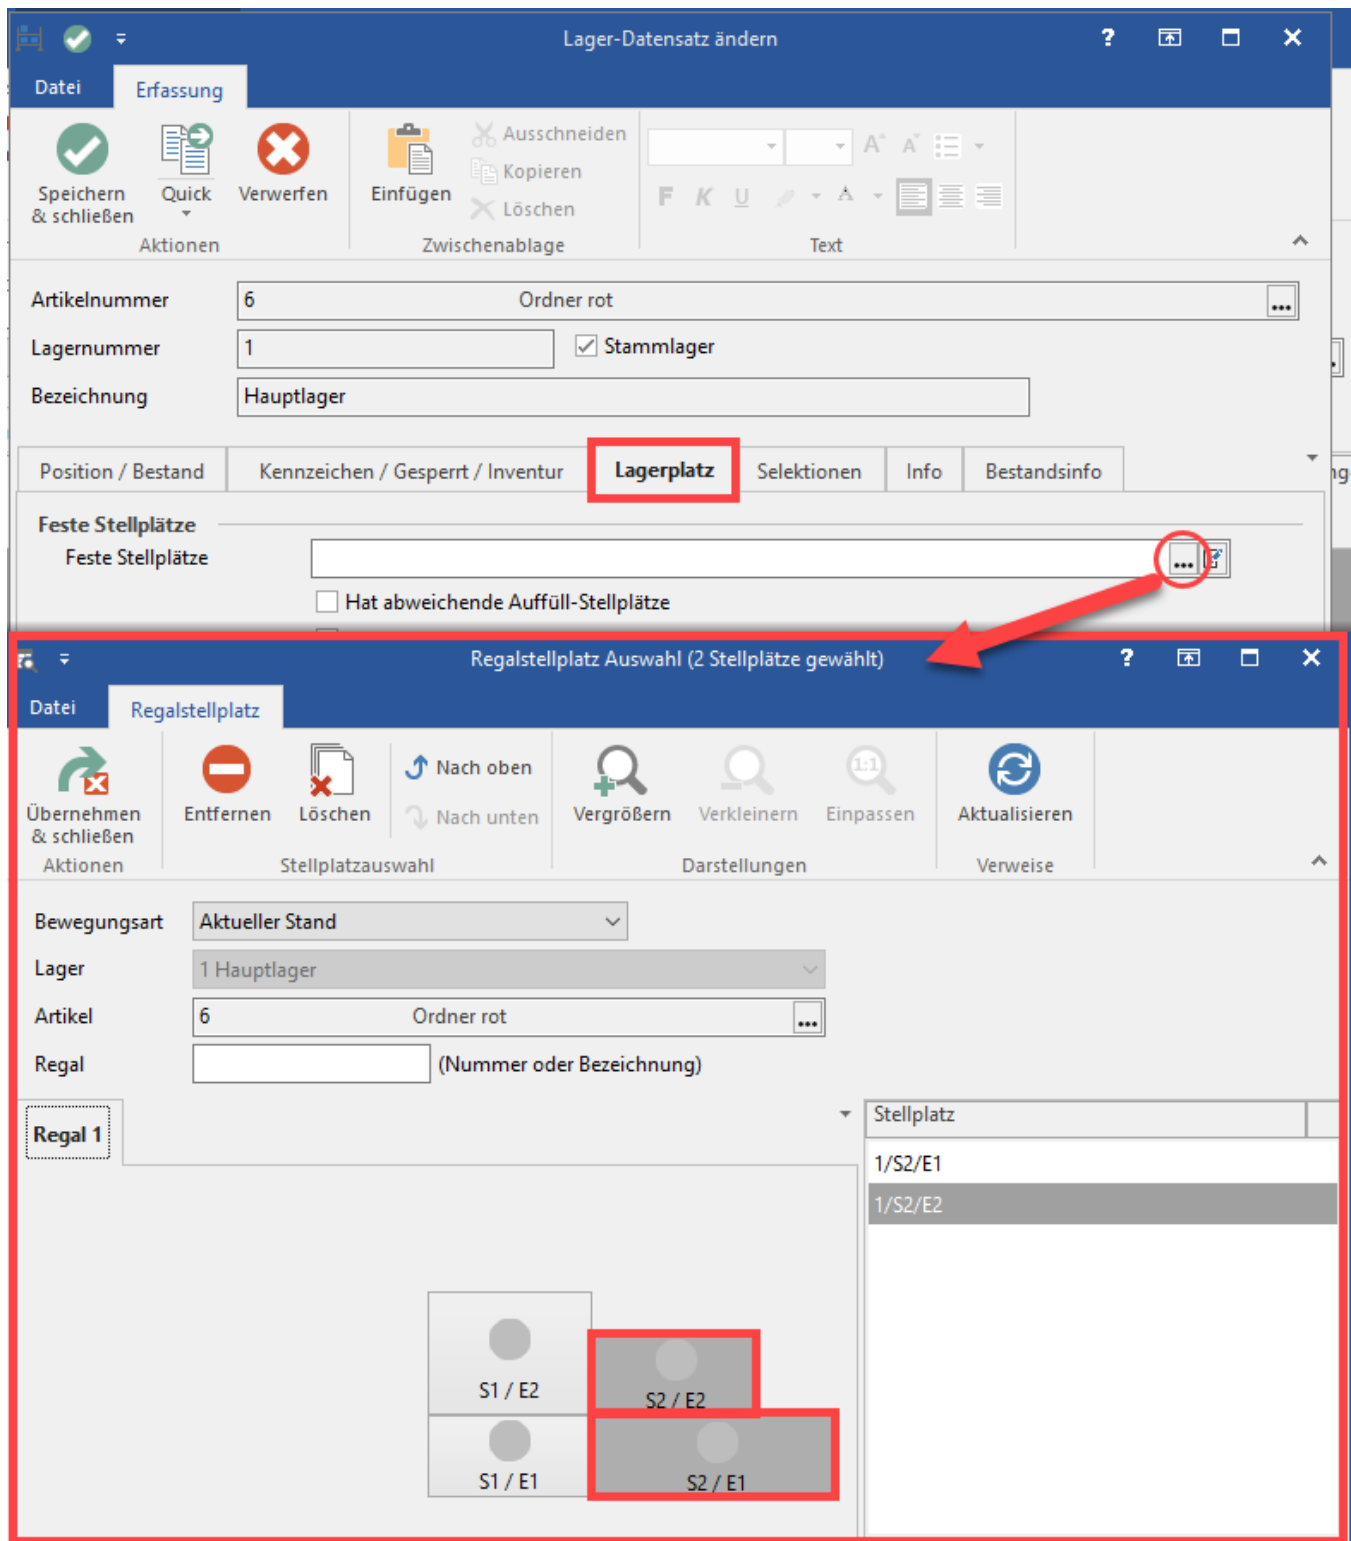 Lager-Datensatz ändern
?
Datei Erfassung
Speichern & schließen
Quick
Verwerfen
Einfügen
Ausschneiden
Kopieren
Löschen
F K U A
Aktionen Zwischenablage Text
Artikelnummer 6 Ordner rot ...
Lagernummer 1 Stammlager
Bezeichnung Hauptlager
Position / Bestand Kennzeichen / Gesperrt / Inventur Lagerplatz Selektionen Info Bestandsinfo
Feste Stellplätze
Feste Stellplätze ...
Hat abweichende Auffüll-Stellplätze
Regalstellplatz Auswahl (2 Stellplätze gewählt)
?
Datei Regalstellplatz
Übernehmen & schließen
Entfernen
Löschen
Nach oben
Nach unten
Vergrößern
Verkleinern
1:1
Einpassen
Aktualisieren
Aktionen Stellplatzauswahl Darstellungen Verweise
Bewegungsart Aktueller Stand
Lager 1 Hauptlager
Artikel 6 Ordner rot ...
Regal (Nummer oder Bezeichnung)
Regal 1
Stellplatz
1/S2/E1
1/S2/E2
S1 / E2
S2 / E2
S1 / E1
S2 / E1